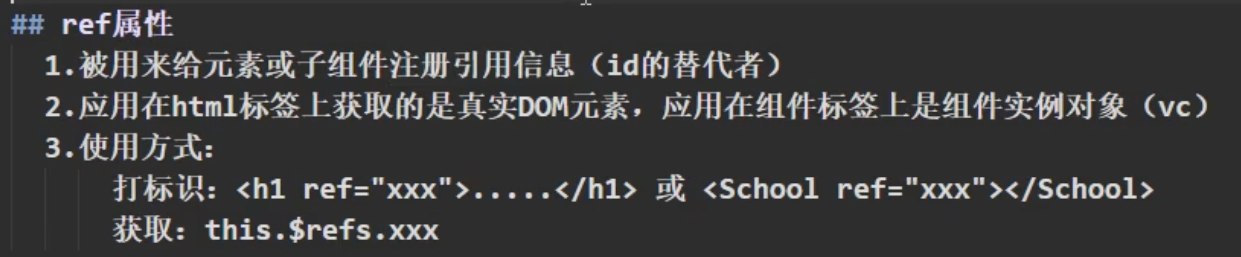 ## ref属性
1.被用来给元素或子组件注册引用信息（id的替代者）
2.应用在html标签上获取的是真实DOM元素，应用在组件标签上是组件实例对象（vc）
3.使用方式：
打标识：<h1 ref="xxx">.....</h1> 或 <School ref="xxx"></School>
获取：this.$refs.xxx